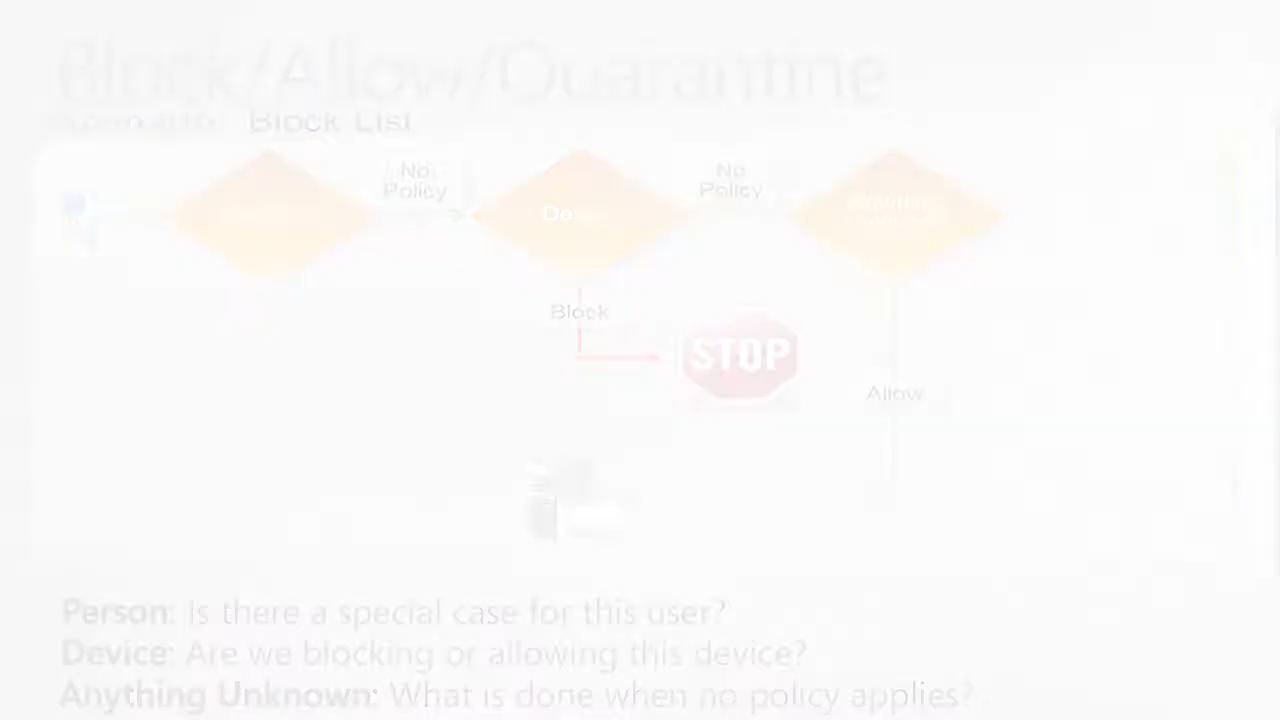 Block/Allow/Quarantine
Scenario: Block List
No
Policy
No
Policy
Block
STOP
Allow
Person: Is there a special case for this user?
Device: Are we blocking or allowing this device?
Anything Unknown: What is done when no policy applies?